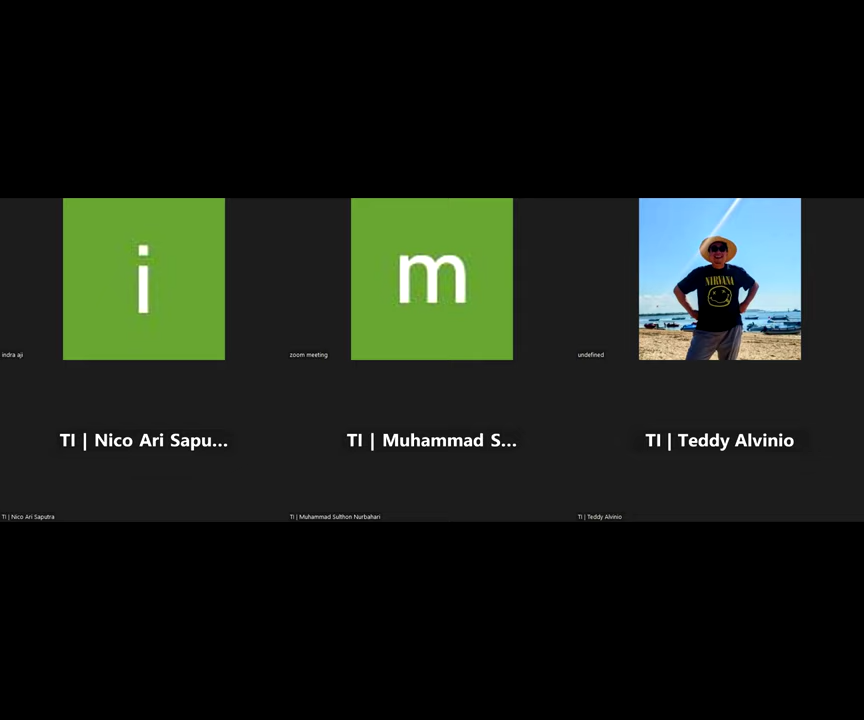 i
m
NIRVANA
indra aji
zoom meeting
undefined
TI | Nico Ari Sapu...
TI | Muhammad S...
TI | Teddy Alvinio
TI | Nico Ari Saputra
TI | Muhammad Sulthon Nurbahari
TI | Teddy Alvinio